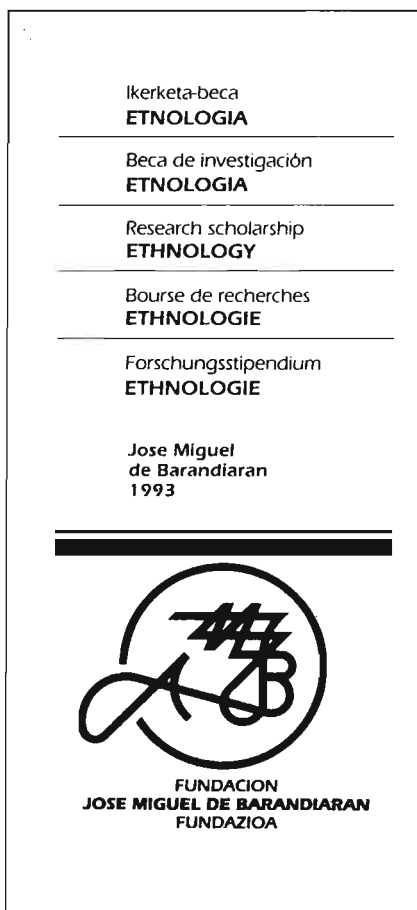 Ikerketa-beca
ETNOLOGIA
Beca de investigación
ETNOLOGIA
Research scholarship
ETHNOLOGY
Bourse de recherches
ETHNOLOGIE
Forschungsstipendium
ETHNOLOGIE
Jose Miguel
de Barandiaran
1993
FUNDACION
JOSE MIGUEL DE BARANDIARAN
FUNDAZIOA